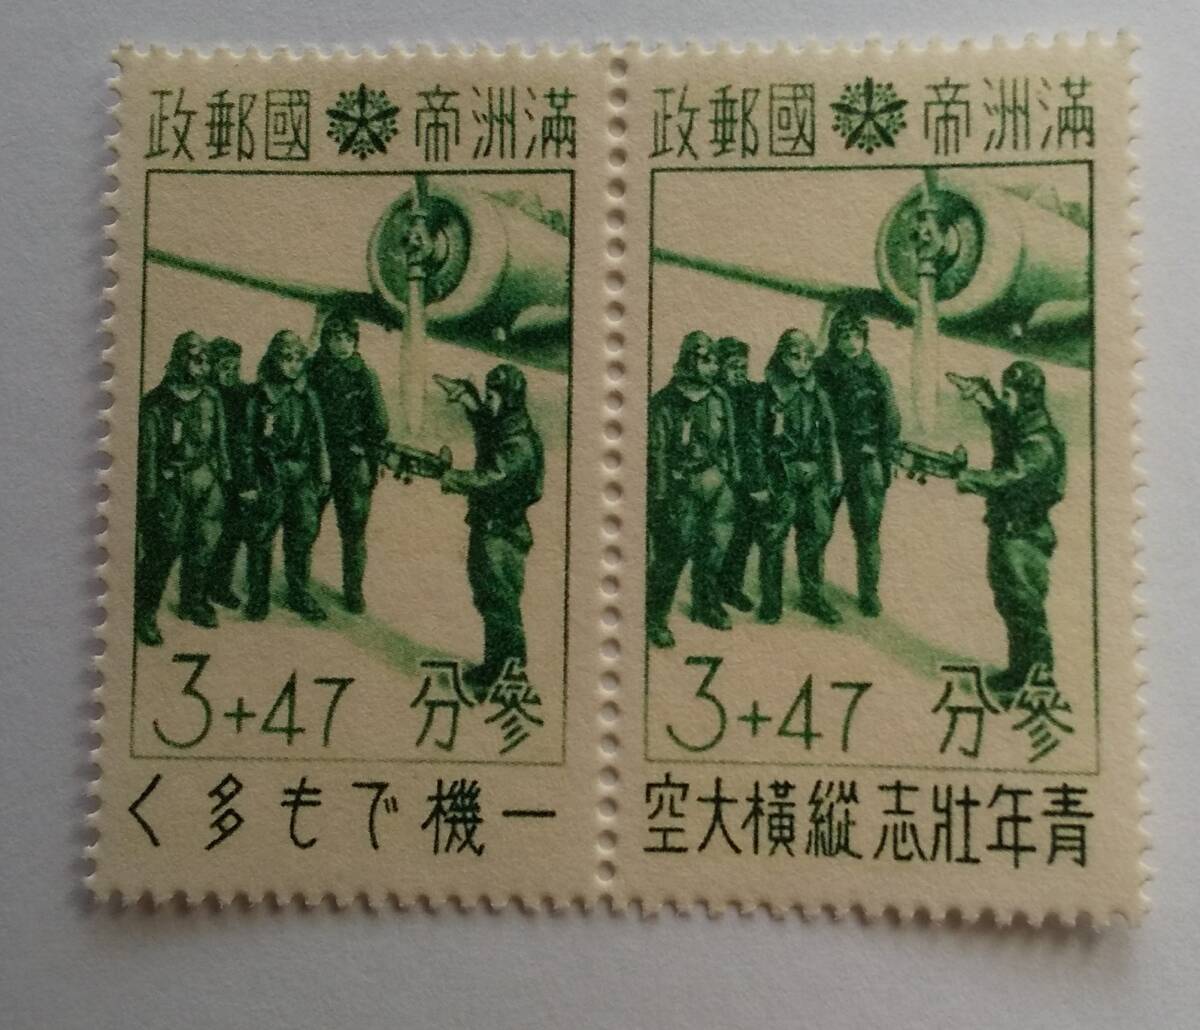 滿洲帝國郵政
3+47 參分
一機でも多く
滿洲帝國郵政
3+47 參分
青年壯志縱橫大空